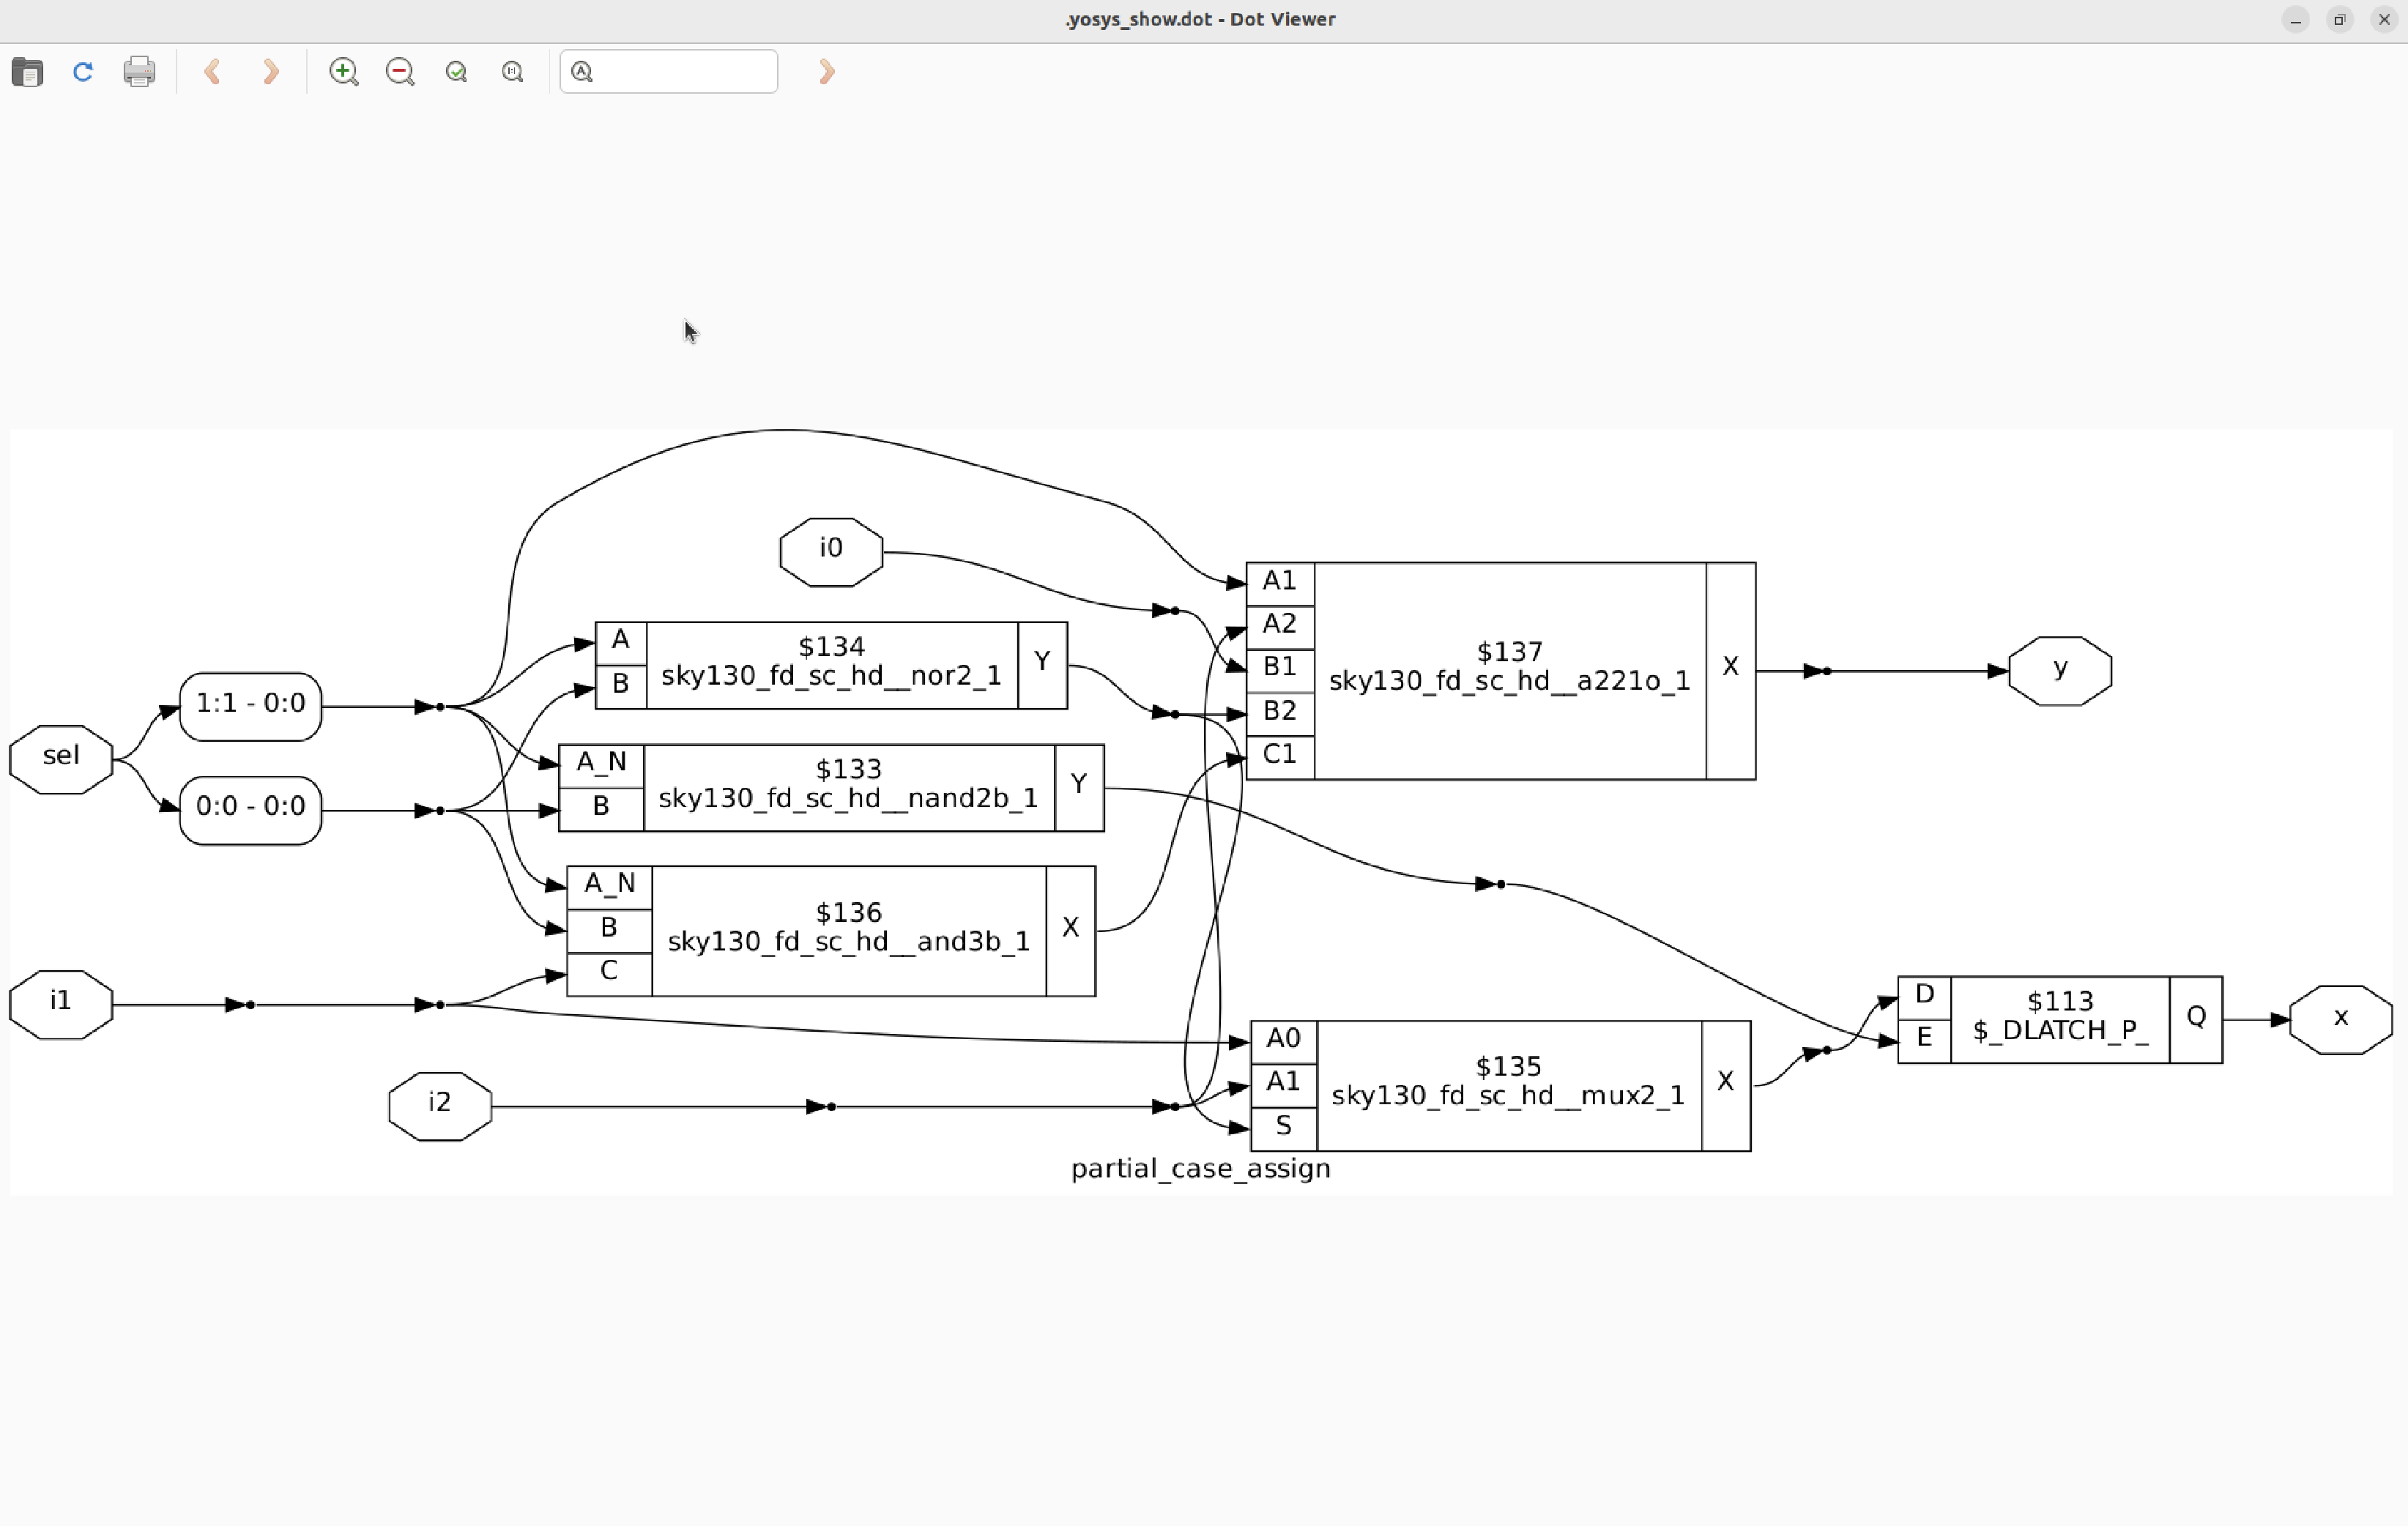 .yosys_show.dot - Dot Viewer
i0
A1
A2
B1
B2
C1
$137
sky130_fd_sc_hd__a221o_1
X
y
A
B
$134
sky130_fd_sc_hd__nor2_1
Y
sel
1:1 - 0:0
0:0 - 0:0
A_N
B
$133
sky130_fd_sc_hd__nand2b_1
Y
A_N
B
C
$136
sky130_fd_sc_hd__and3b_1
X
i1
i2
A0
A1
S
$135
sky130_fd_sc_hd__mux2_1
X
D
E
$113
$_DLATCH_P_
Q
x
partial_case_assign